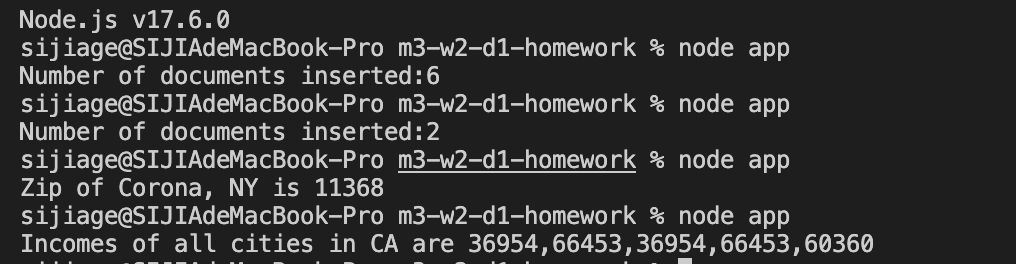 Node.js v17.6.0
sijiage@SIJIAdeMacBook-Pro m3-w2-d1-homework % node app
Number of documents inserted:6
sijiage@SIJIAdeMacBook-Pro m3-w2-d1-homework % node app
Number of documents inserted:2
sijiage@SIJIAdeMacBook-Pro m3-w2-d1-homework % node app
Zip of Corona, NY is 11368
sijiage@SIJIAdeMacBook-Pro m3-w2-d1-homework % node app
Incomes of all cities in CA are 36954,66453,36954,66453,60360